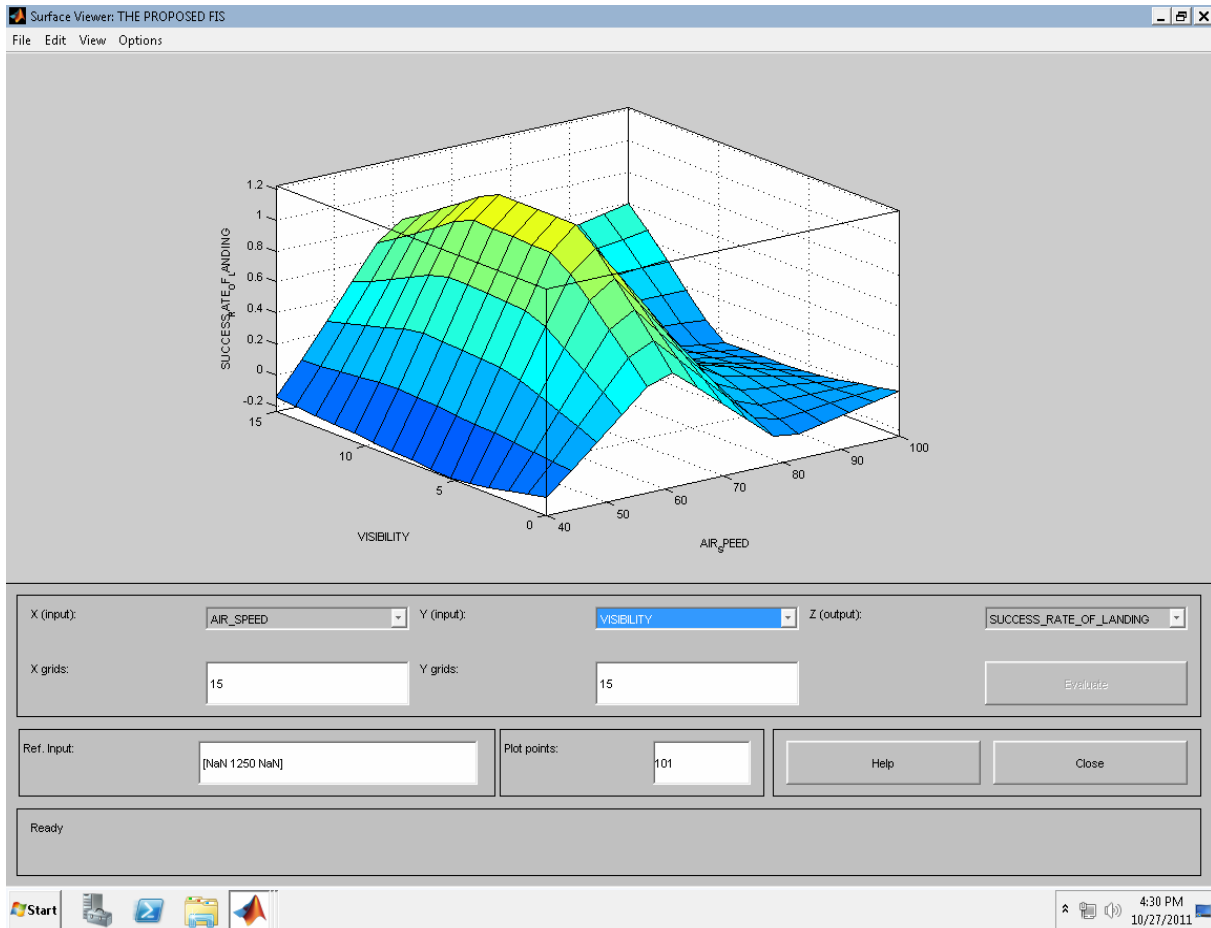 Surface Viewer: THE PROPOSED FIS
File Edit View Options
1.2
1
0.8
0.6
0.4
0.2
0
-0.2
SUCCESS_RATE_OF_LANDING
15
10
5
0
VISIBILITY
40
50
60
70
80
90
100
AIR_SPEED
X (input):
AIR_SPEED
Y (input):
VISIBILITY
Z (output):
SUCCESS_RATE_OF_LANDING
X grids:
15
Y grids:
15
Evaluate
Ref. Input:
[NaN 1250 NaN]
Plot points:
101
Help
Close
Ready
Start
4:30 PM
10/27/2011